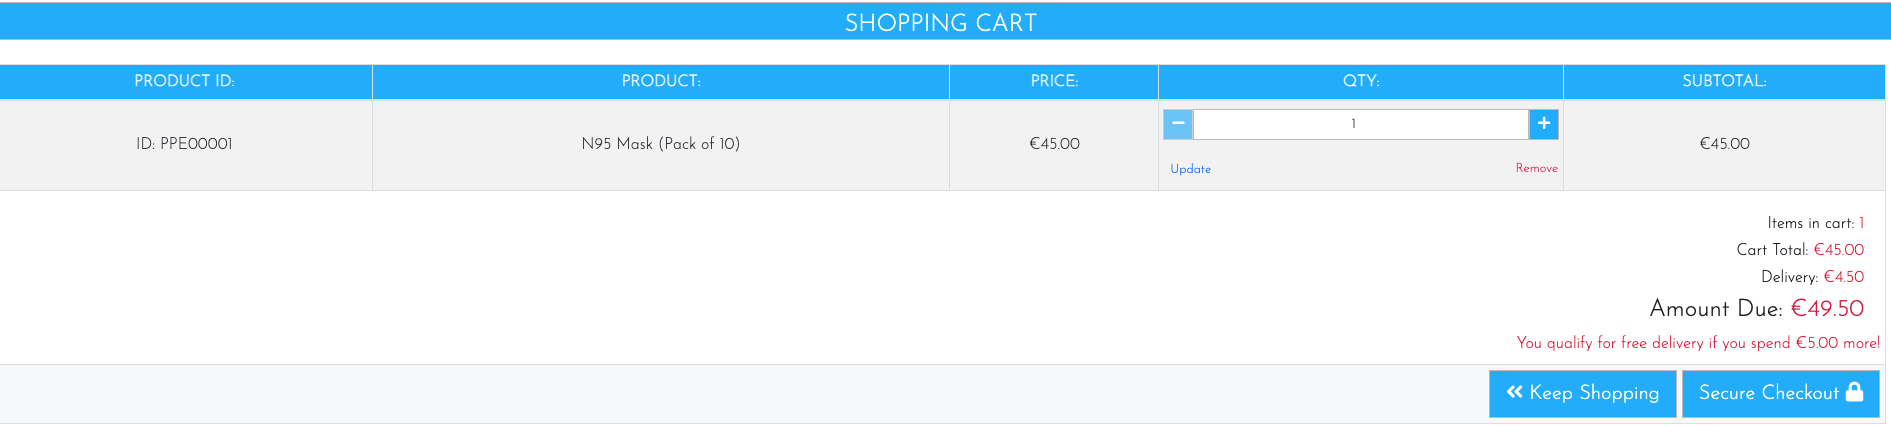 SHOPPING CART
PRODUCT ID: PRODUCT: PRICE: QTY: SUBTOTAL:
ID: PPE00001 N95 Mask (Pack of 10) €45.00 1 €45.00
Update Remove
Items in cart: 1
Cart Total: €45.00
Delivery: €4.50
Amount Due: €49.50
You qualify for free delivery if you spend €5.00 more!
Keep Shopping Secure Checkout